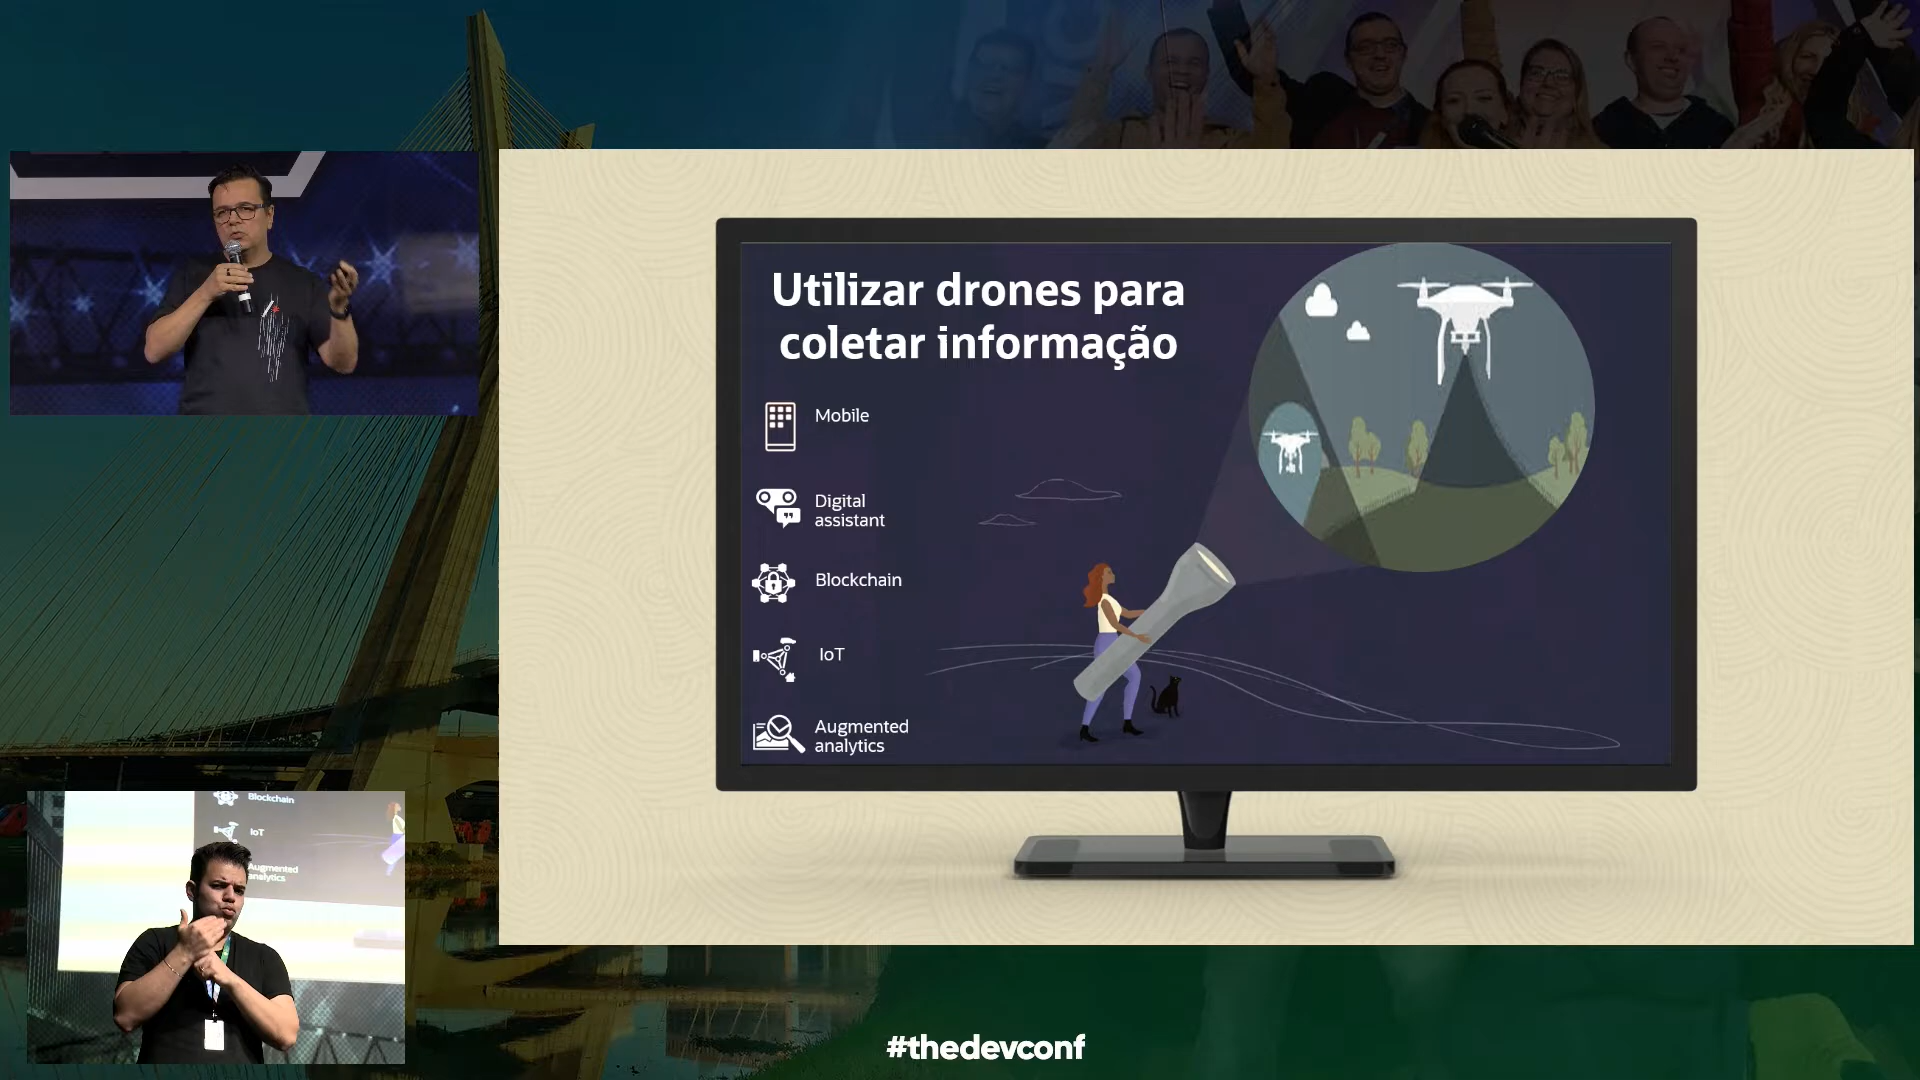 Utilizar drones para
coletar informação
Mobile
Digital
assistant
Blockchain
IoT
Augmented
analytics
Blockchain
IoT
Augmented
analytics
#thedevconf